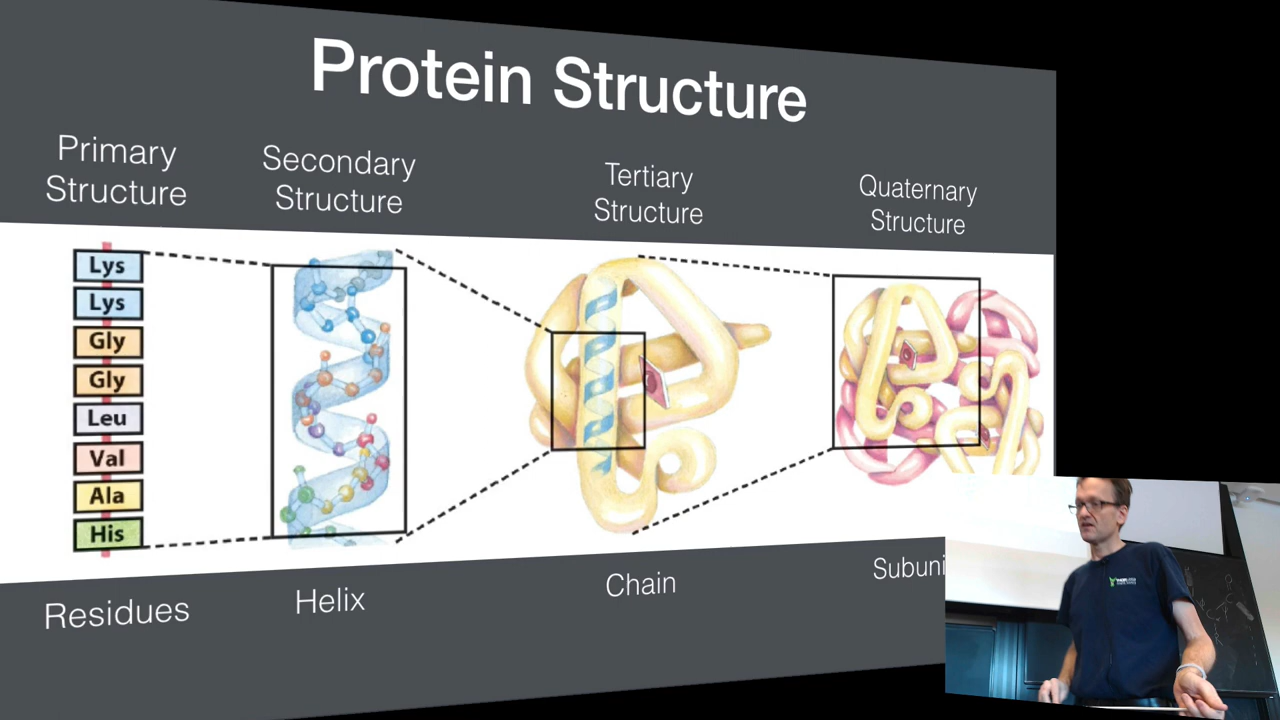 Protein Structure
Primary
Structure
Secondary
Structure
Tertiary
Structure
Quaternary
Structure
Lys
Lys
Gly
Gly
Leu
Val
Ala
His
Residues
Helix
Chain
Subuni